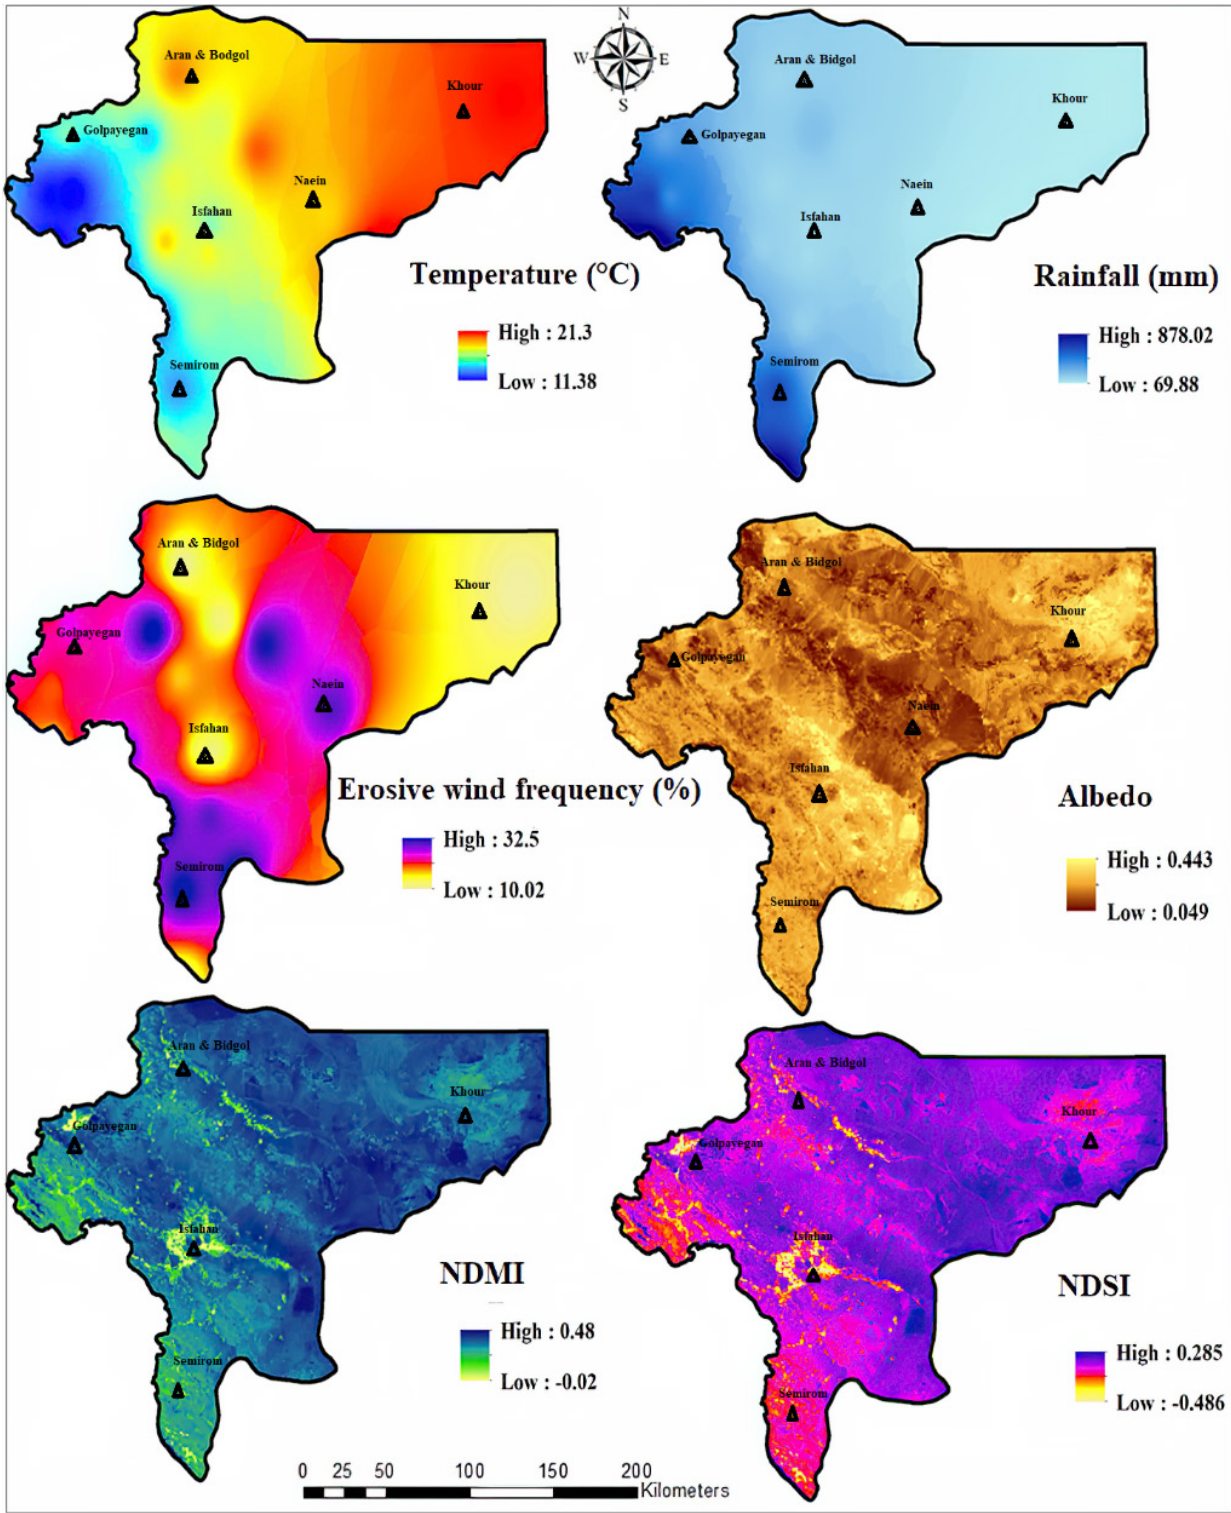 N
W E
S
Aran & Bodgol
Khour
Golpayegan
Naein
Isfahan
Temperature (°C)
High : 21.3
Low : 11.38
Semirom
Aran & Bidgol
Khour
Golpayegan
Naein
Isfahan
Rainfall (mm)
High : 878.02
Low : 69.88
Semirom
Aran & Bidgol
Khour
Golpayegan
Naein
Isfahan
Erosive wind frequency (%)
High : 32.5
Low : 10.02
Semirom
Aran & Bidgol
Khour
Golpayegan
Naein
Isfahan
Albedo
High : 0.443
Low : 0.049
Semirom
Aran & Bidgol
Khour
Golpayegan
Isfahan
NDMI
High : 0.48
Low : -0.02
Semirom
Aran & Bidgol
Khour
Golpayegan
Isfahan
NDSI
High : 0.285
Low : -0.486
Semirom
0 25 50 100 150 200
Kilometers